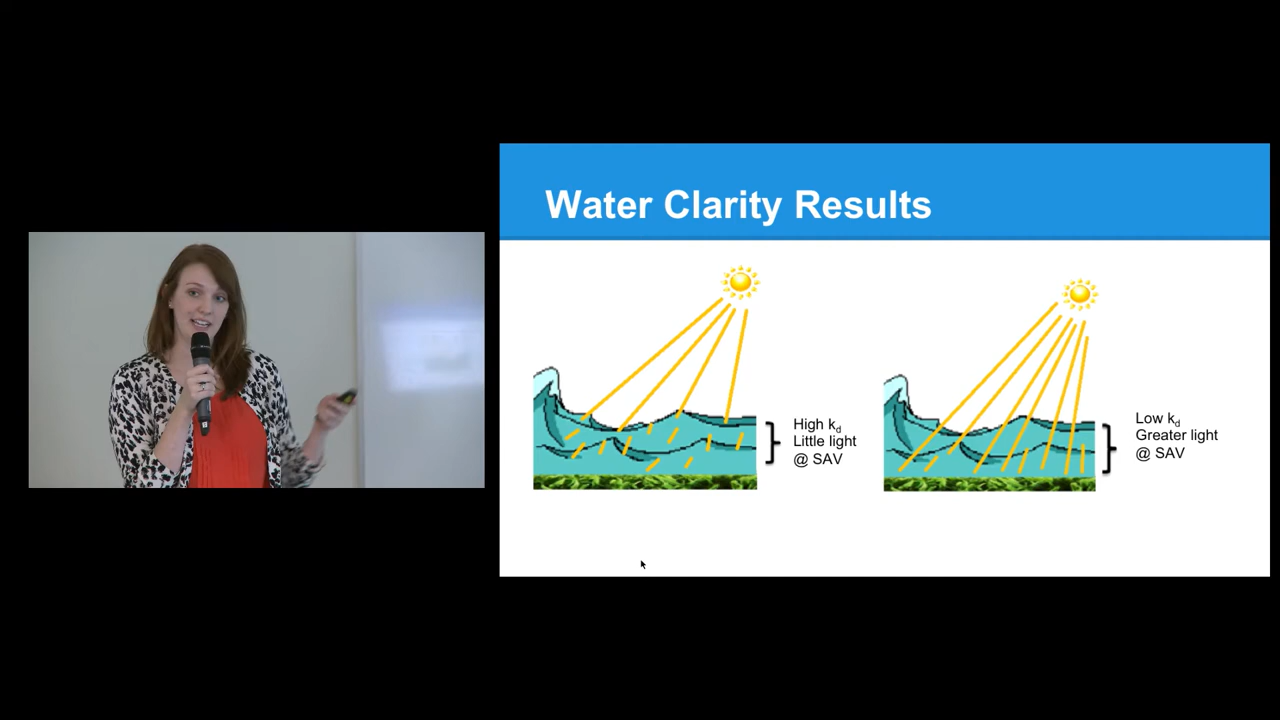 Water Clarity Results
High kd
Little light
@ SAV
Low kd
Greater light
@ SAV